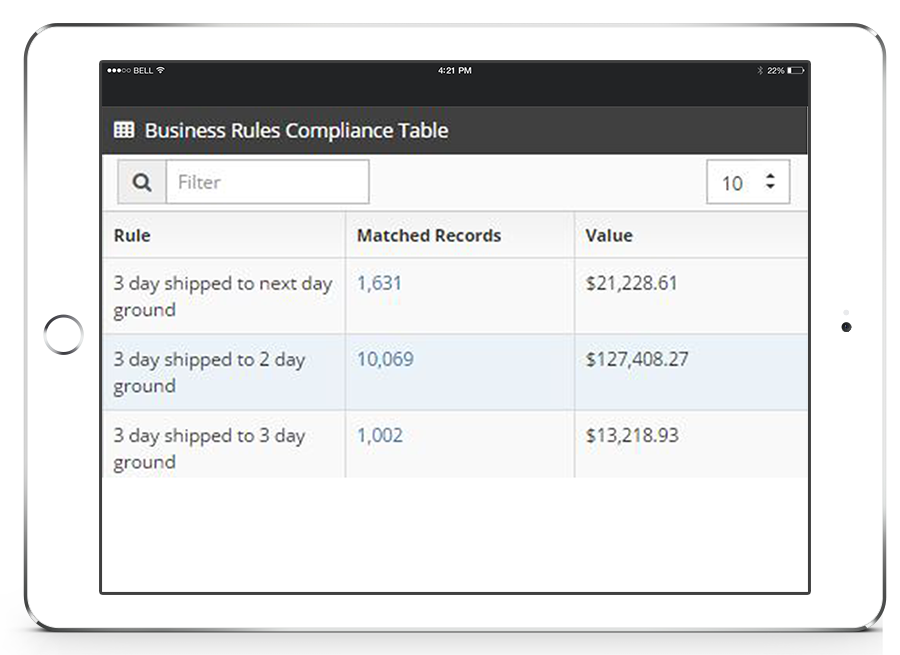 BELL 4:21 PM 22%
Business Rules Compliance Table
Filter 10
Rule Matched Records Value
3 day shipped to next day 1,631 $21,228.61
ground
3 day shipped to 2 day 10,069 $127,408.27
ground
3 day shipped to 3 day 1,002 $13,218.93
ground